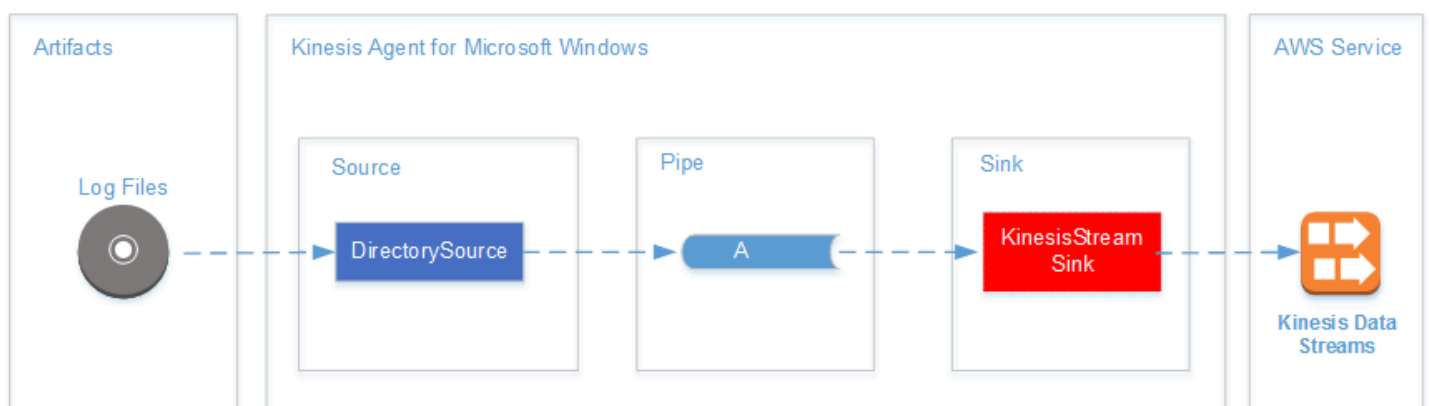 Artifacts
Kinesis Agent for Microsoft Windows
AWS Service
Source
Pipe
Sink
Log Files
DirectorySource
A
KinesisStream
Sink
Kinesis Data
Streams